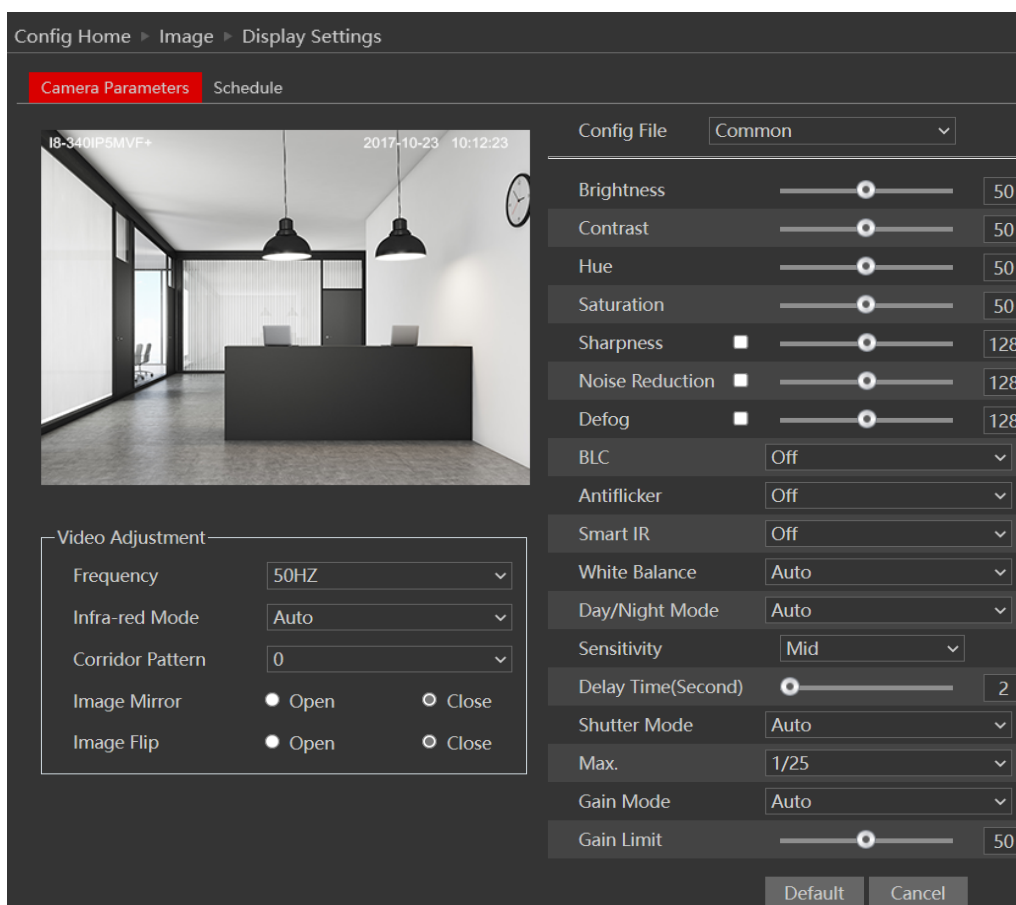 Config Home ▶ Image ▶ Display Settings
Camera Parameters Schedule
I8-340IP5MVF+ 2017-10-23 10:12:23
Video Adjustment
Frequency 50HZ
Infra-red Mode Auto
Corridor Pattern 0
Image Mirror Open Close
Image Flip Open Close
Config File Common
Brightness 50
Contrast 50
Hue 50
Saturation 50
Sharpness 128
Noise Reduction 128
Defog 128
BLC Off
Antiflicker Off
Smart IR Off
White Balance Auto
Day/Night Mode Auto
Sensitivity Mid
Delay Time(Second) 2
Shutter Mode Auto
Max. 1/25
Gain Mode Auto
Gain Limit 50
Default Cancel